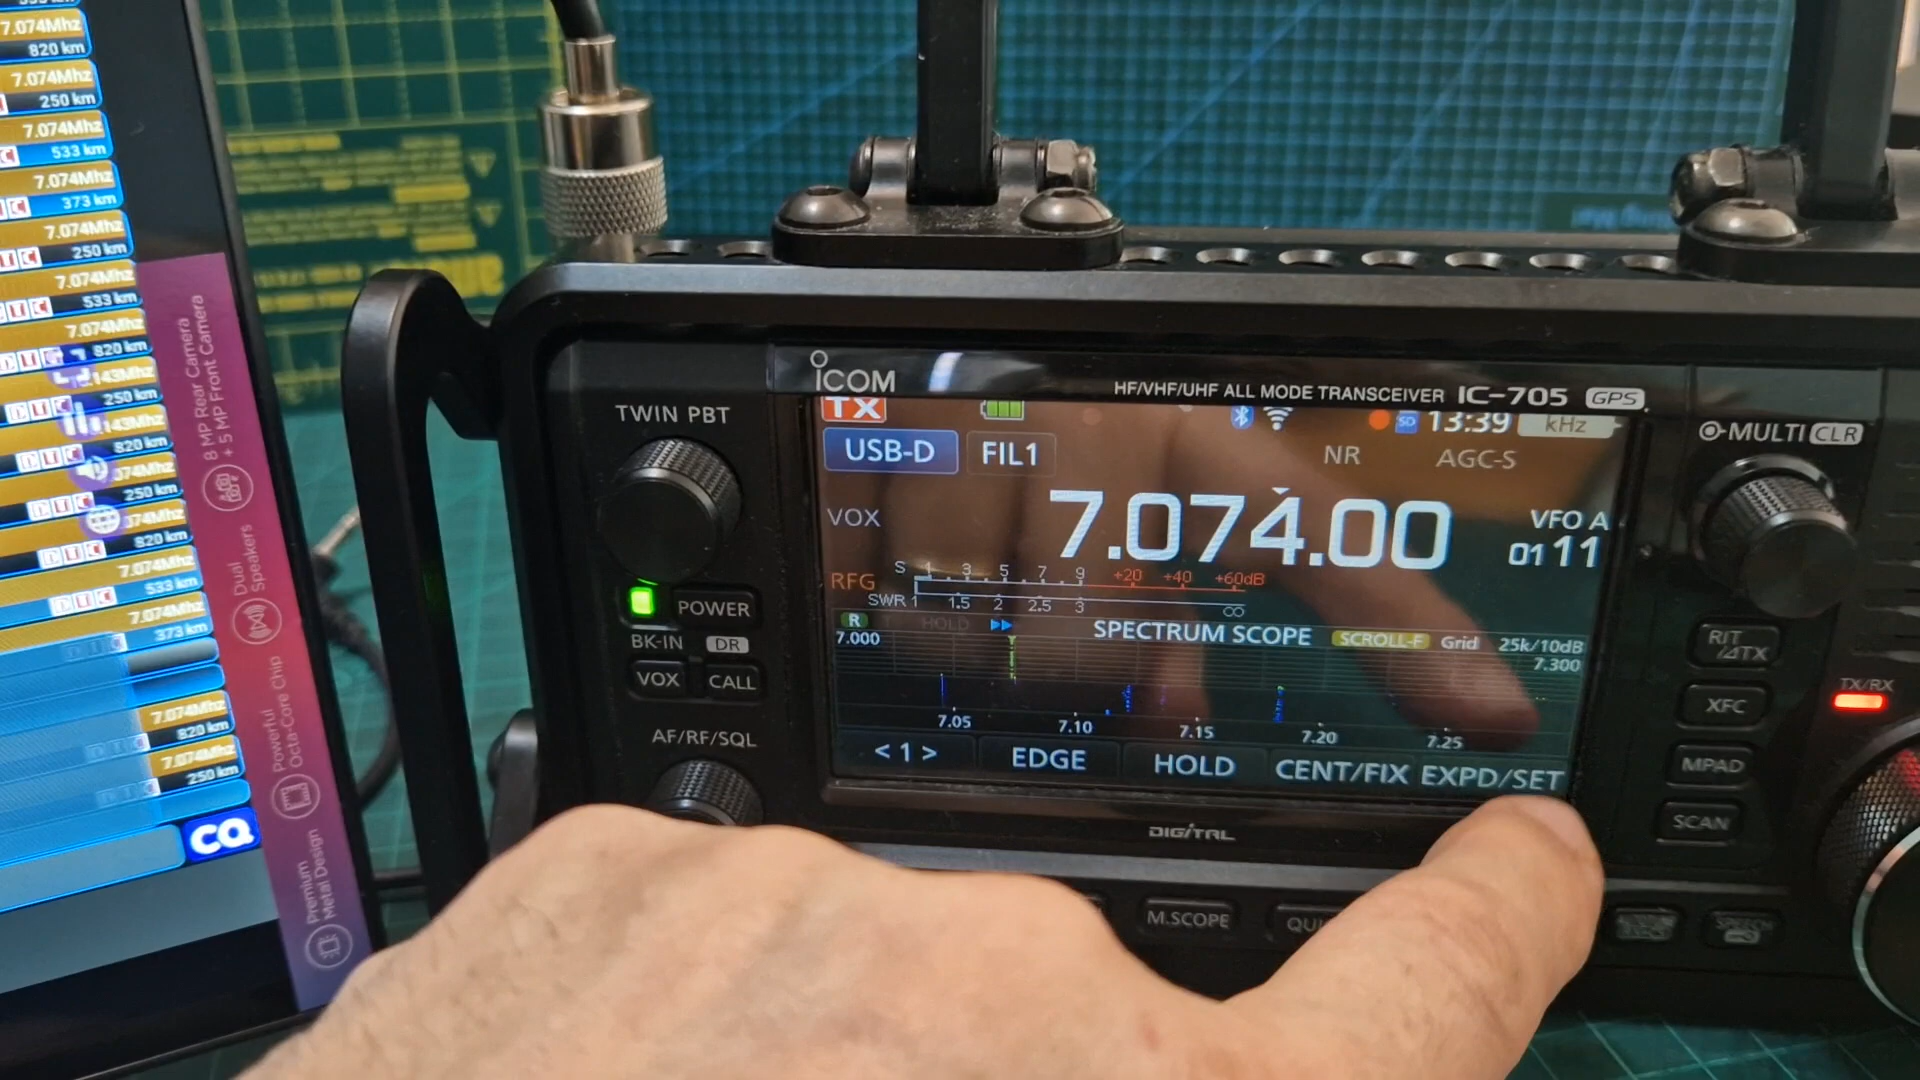 7.074Mhz
820 km
7.074Mhz
250 km
7.074Mhz
533 km
7.074Mhz
373 km
7.074Mhz
250 km
7.074Mhz
533 km
7.074Mhz
820 km
143Mhz
250 km
143Mhz
820 km
074Mhz
250 km
074Mhz
820 km
7.074Mhz
533 km
7.074Mhz
373 km
7.074Mhz
820 km
7.074Mhz
250 km
CQ
8 MP Rear Camera
+ 5 MP Front Camera
Dual
Speakers
Powerful
Octa-Core Chip
Premium
Metal Design
ICOM
HF/VHF/UHF ALL MODE TRANSCEIVER IC-705 GPS
TWIN PBT
POWER
BK-IN DR
VOX CALL
AF/RF/SQL
TX
SD 13:39 kHz
USB-D FIL1 NR AGC-S
VOX 7.074.00 VFO A
01 11
RFG S 1 3 5 7 9 +20 +40 +60dB
SWR 1 1.5 2 2.5 3 ∞
R HOLD SPECTRUM SCOPE SCROLL-F Grid 25k/10dB
7.000 7.300
7.05 7.10 7.15 7.20 7.25
< 1 > EDGE HOLD CENT/FIX EXPD/SET
DIGITAL
M.SCOPE QUI
MULTI CLR
RIT
/⊿TX
XFC
MPAD
SCAN
TX/RX